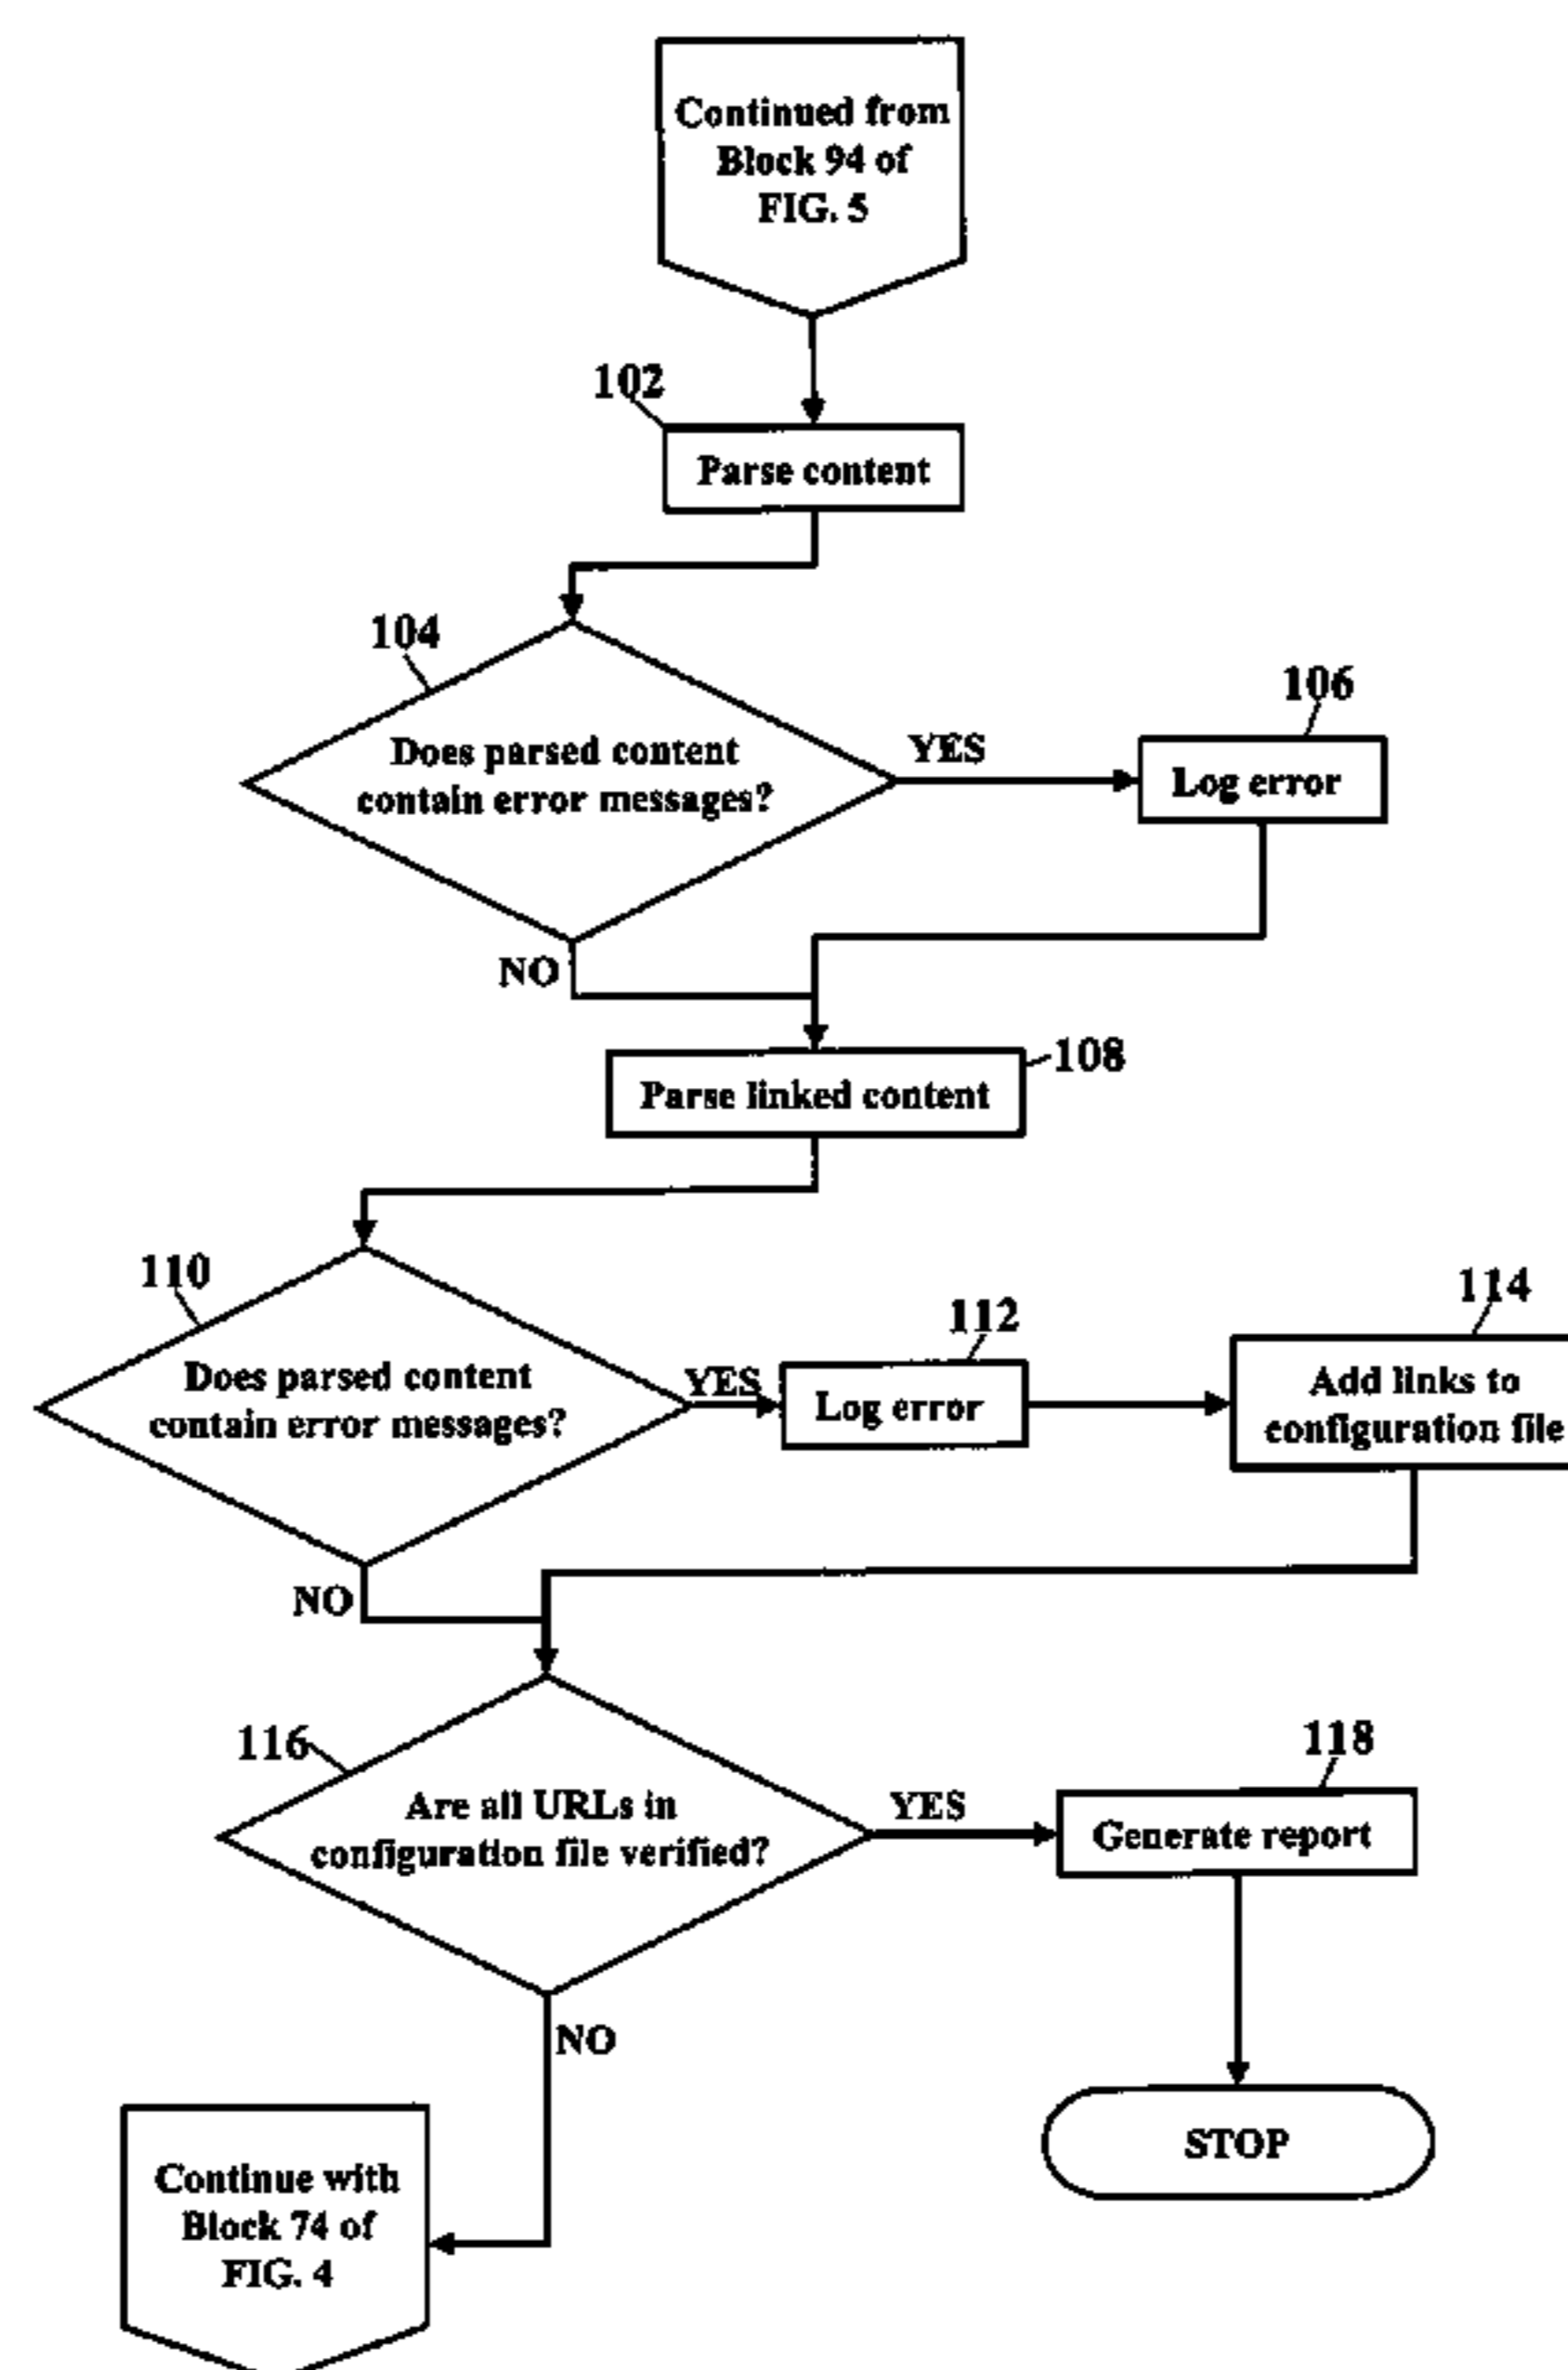 Continued from
Block 94 of
FIG. 5
102
Parse content
104
Does parsed content
contain error messages?
YES
106
Log error
NO
Parse linked content
108
110
Does parsed content
contain error messages?
YES
112
Log error
114
Add links to
configuration file
NO
116
Are all URLs in
configuration file verified?
YES
118
Generate report
NO
STOP
Continue with
Block 74 of
FIG. 4